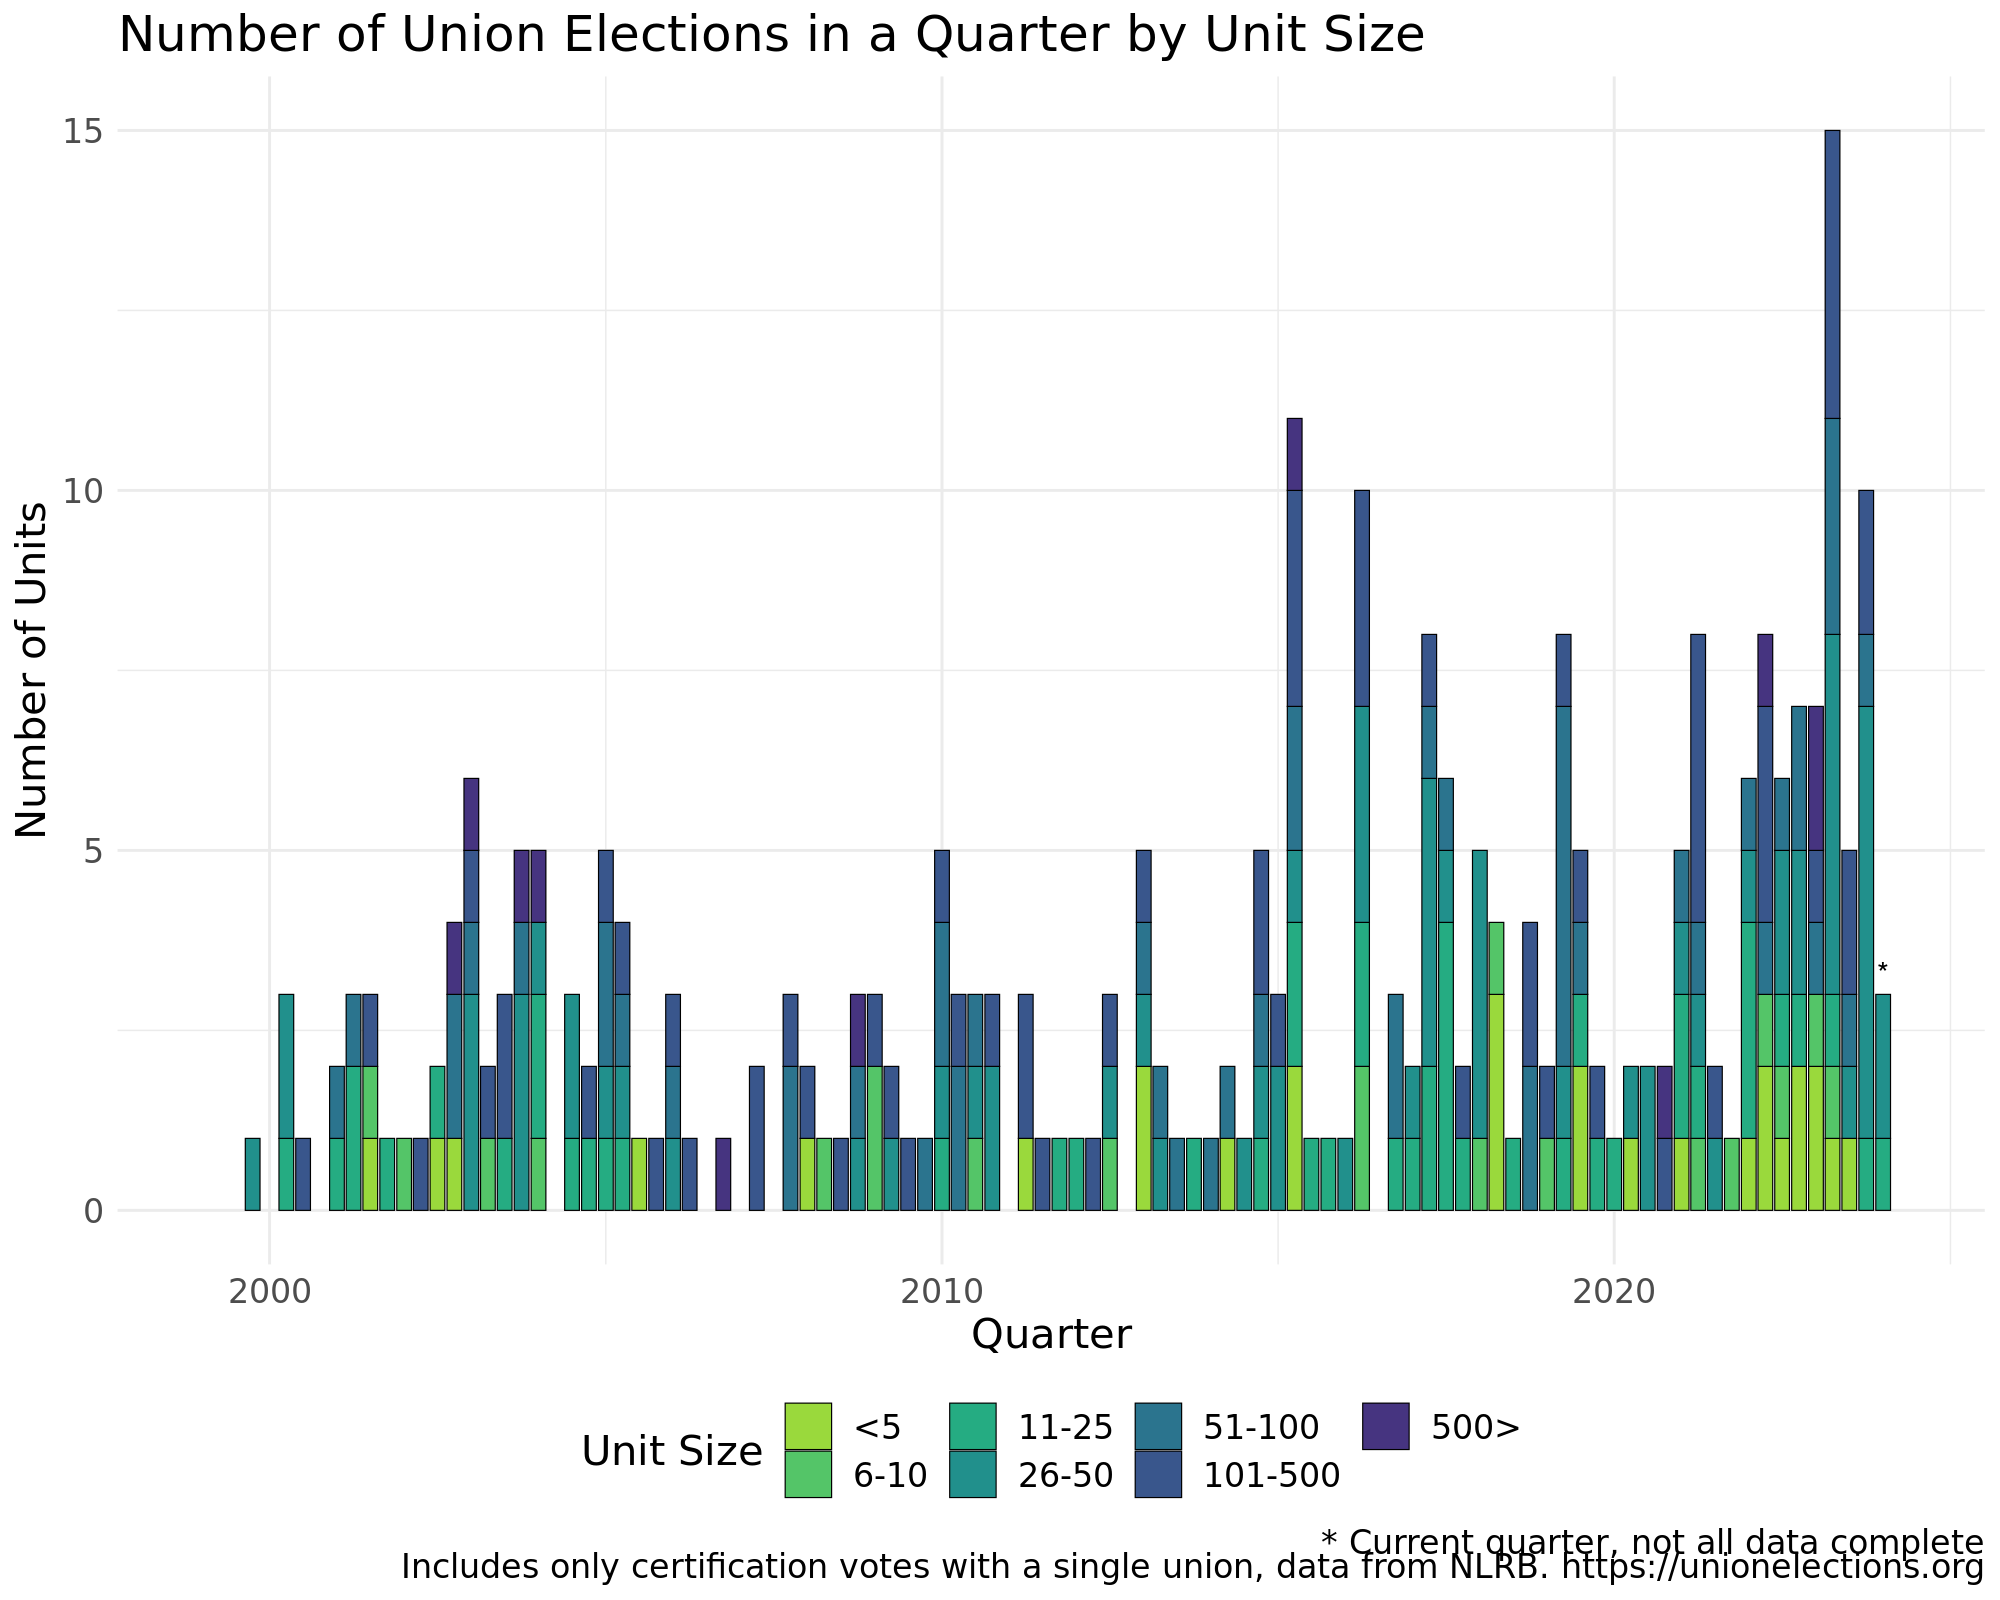 Number of Union Elections in a Quarter by Unit Size
Number of Units
15
10
5
0
*
2000 2010 2020
Quarter
Unit Size
<5 11-25 51-100 500>
6-10 26-50 101-500
* Current quarter, not all data complete
Includes only certification votes with a single union, data from NLRB. https://unionelections.org